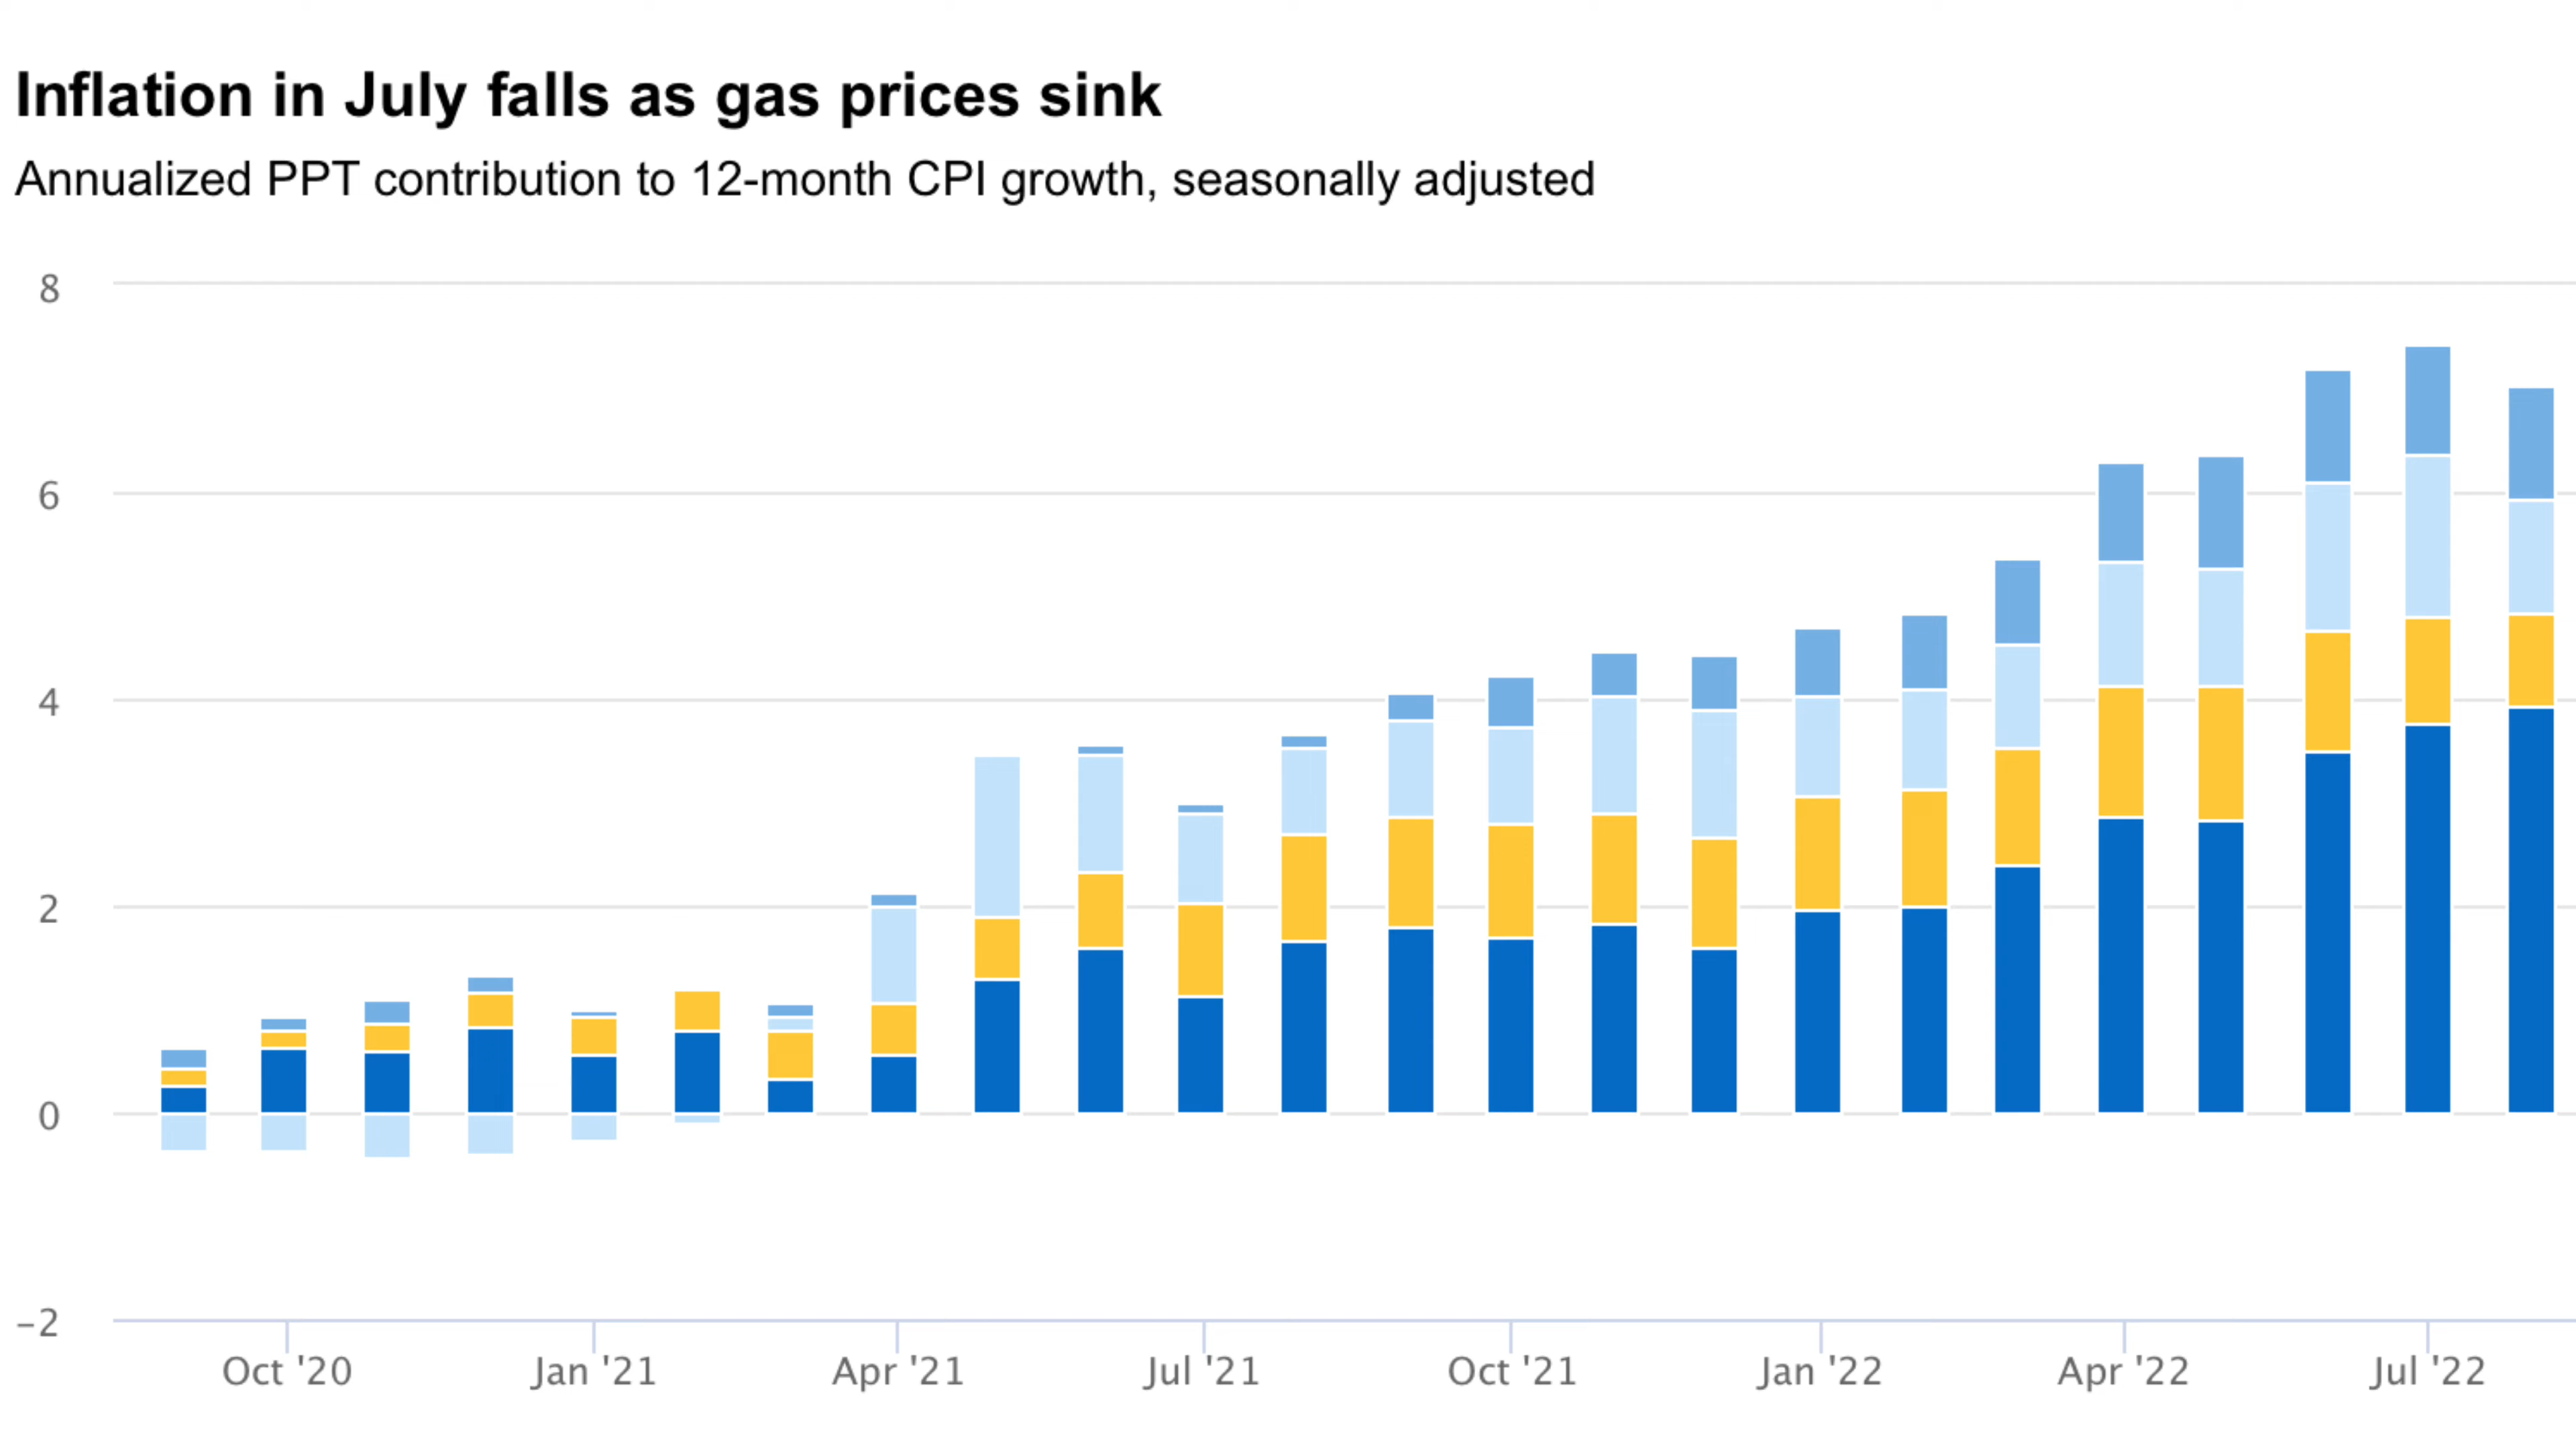 Inflation in July falls as gas prices sink
Annualized PPT contribution to 12-month CPI growth, seasonally adjusted
8
6
4
2
0
−2
Oct '20 Jan '21 Apr '21 Jul '21 Oct '21 Jan '22 Apr '22 Jul '22